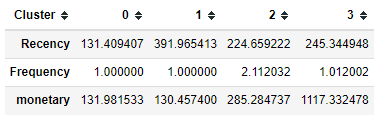 Cluster 0 1 2 3
Recency 131.409407 391.965413 224.659222 245.344948
Frequency 1.000000 1.000000 2.112032 1.012002
monetary 131.981533 130.457400 285.284737 1117.332478